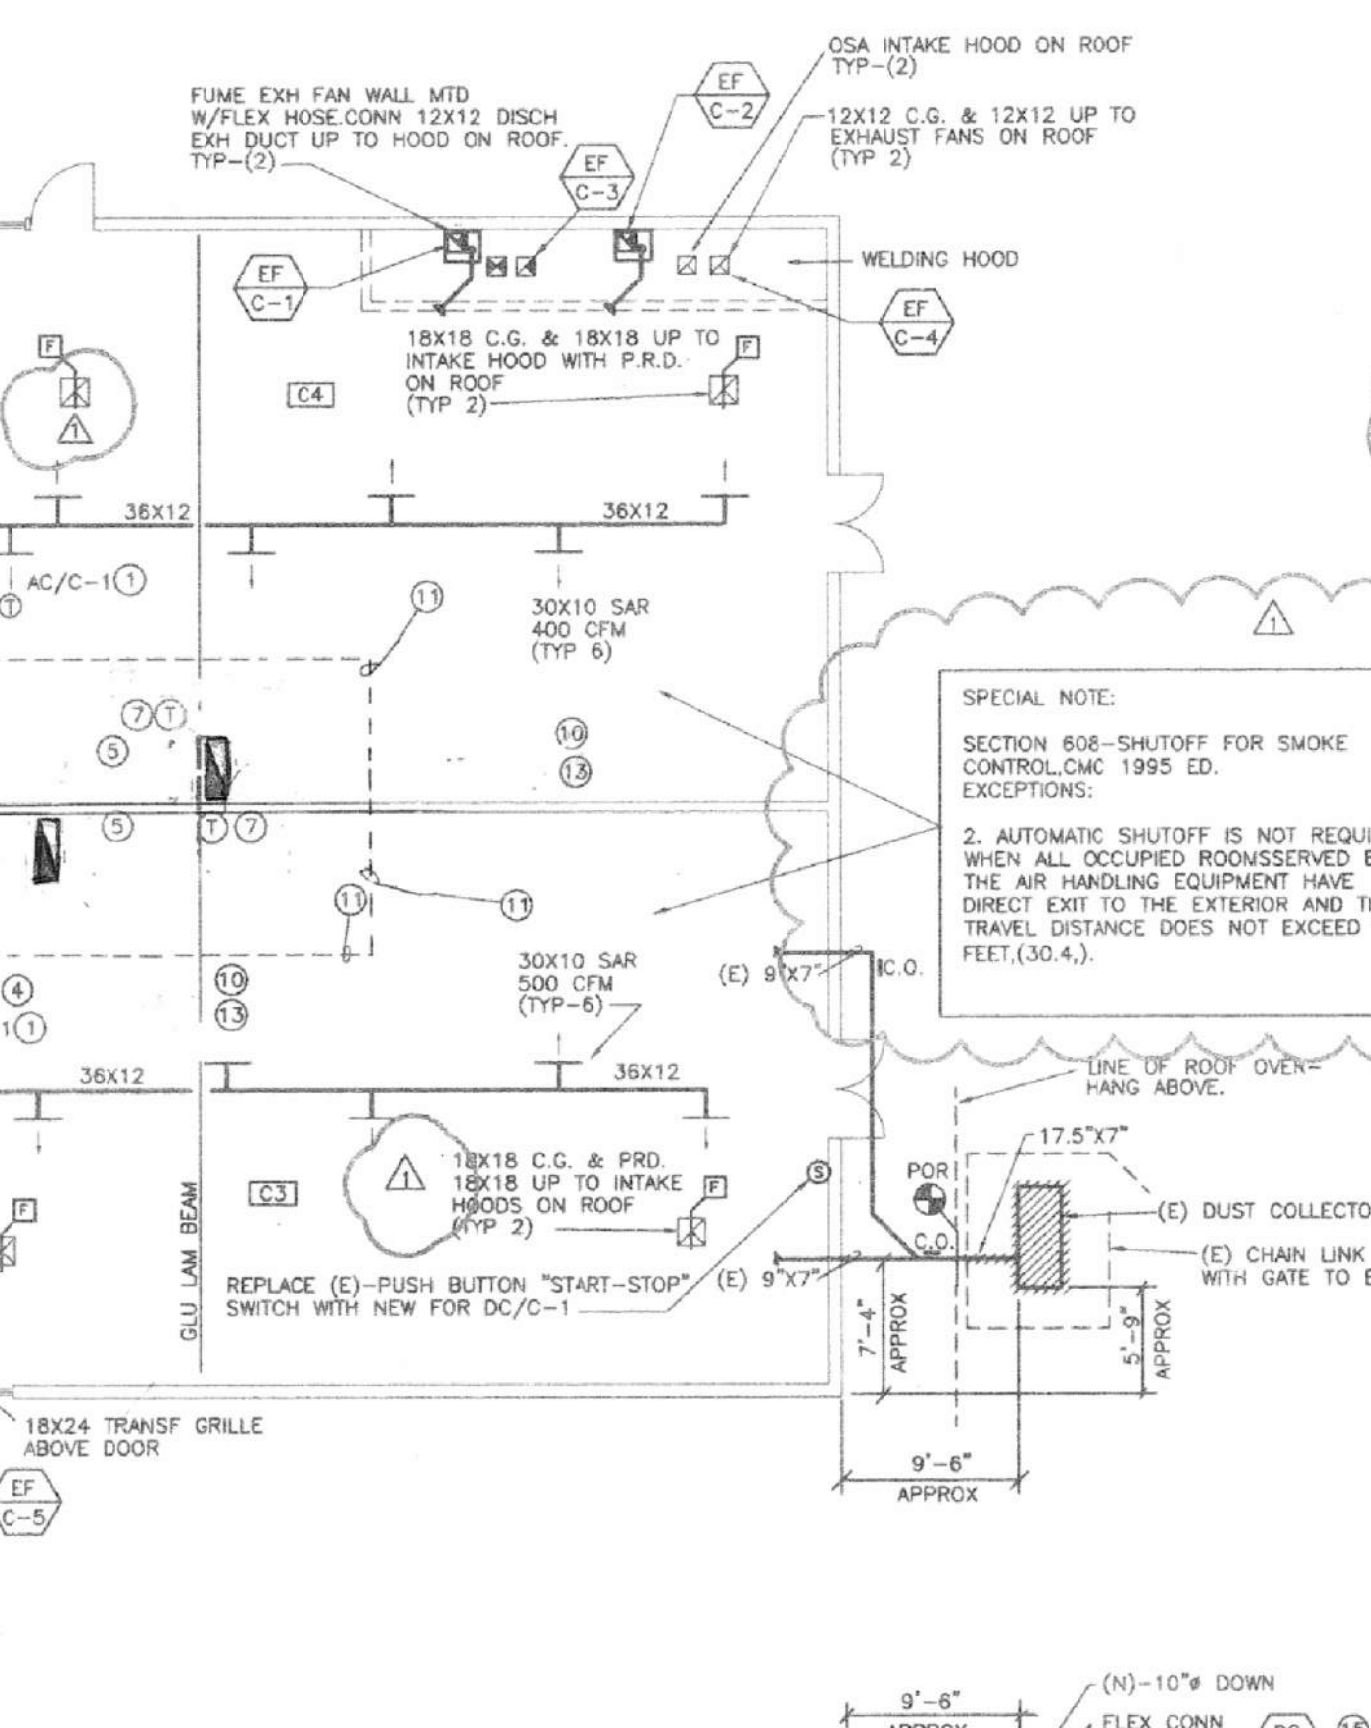 OSA INTAKE HOOD ON ROOF
TYP-(2)
EF
C-2
FUME EXH FAN WALL MTD
W/FLEX HOSE.CONN 12X12 DISCH
EXH DUCT UP TO HOOD ON ROOF.
TYP-(2)
12X12 C.G. & 12X12 UP TO
EXHAUST FANS ON ROOF
(TYP 2)
EF
C-3
EF
C-1
WELDING HOOD
EF
C-4
18X18 C.G. & 18X18 UP TO
INTAKE HOOD WITH P.R.D.
ON ROOF
(TYP 2)
F
F
C4
1
36X12
36X12
AC/C-1 1
T
11
30X10 SAR
400 CFM
(TYP 6)
1
SPECIAL NOTE:
SECTION 608-SHUTOFF FOR SMOKE
CONTROL,CMC 1995 ED.
EXCEPTIONS:
2. AUTOMATIC SHUTOFF IS NOT REQUI
WHEN ALL OCCUPIED ROOMSSERVED
THE AIR HANDLING EQUIPMENT HAVE
DIRECT EXIT TO THE EXTERIOR AND
TRAVEL DISTANCE DOES NOT EXCEED
FEET,(30.4,).
7 T
5
10
13
5
T 7
11
11
4
1 1
10
13
30X10 SAR
500 CFM
(TYP-6)
(E) 9"X7"
C.O.
36X12
36X12
LINE OF ROOF OVER-
HANG ABOVE.
17.5"X7"
1
18X18 C.G. & PRD.
18X18 UP TO INTAKE
HOODS ON ROOF
(TYP 2)
C3
F
F
S
POR
C.O.
(E) DUST COLLECTO
(E) CHAIN LINK
WITH GATE TO
GLU LAM BEAM
REPLACE (E)-PUSH BUTTON "START-STOP"
SWITCH WITH NEW FOR DC/C-1
(E) 9"X7"
7'-4"
APPROX
5'-9"
APPROX
18X24 TRANSF GRILLE
ABOVE DOOR
EF
C-5
9'-6"
APPROX
(N)-10"ø DOWN
9'-6"
APPROX
FLEX CONN